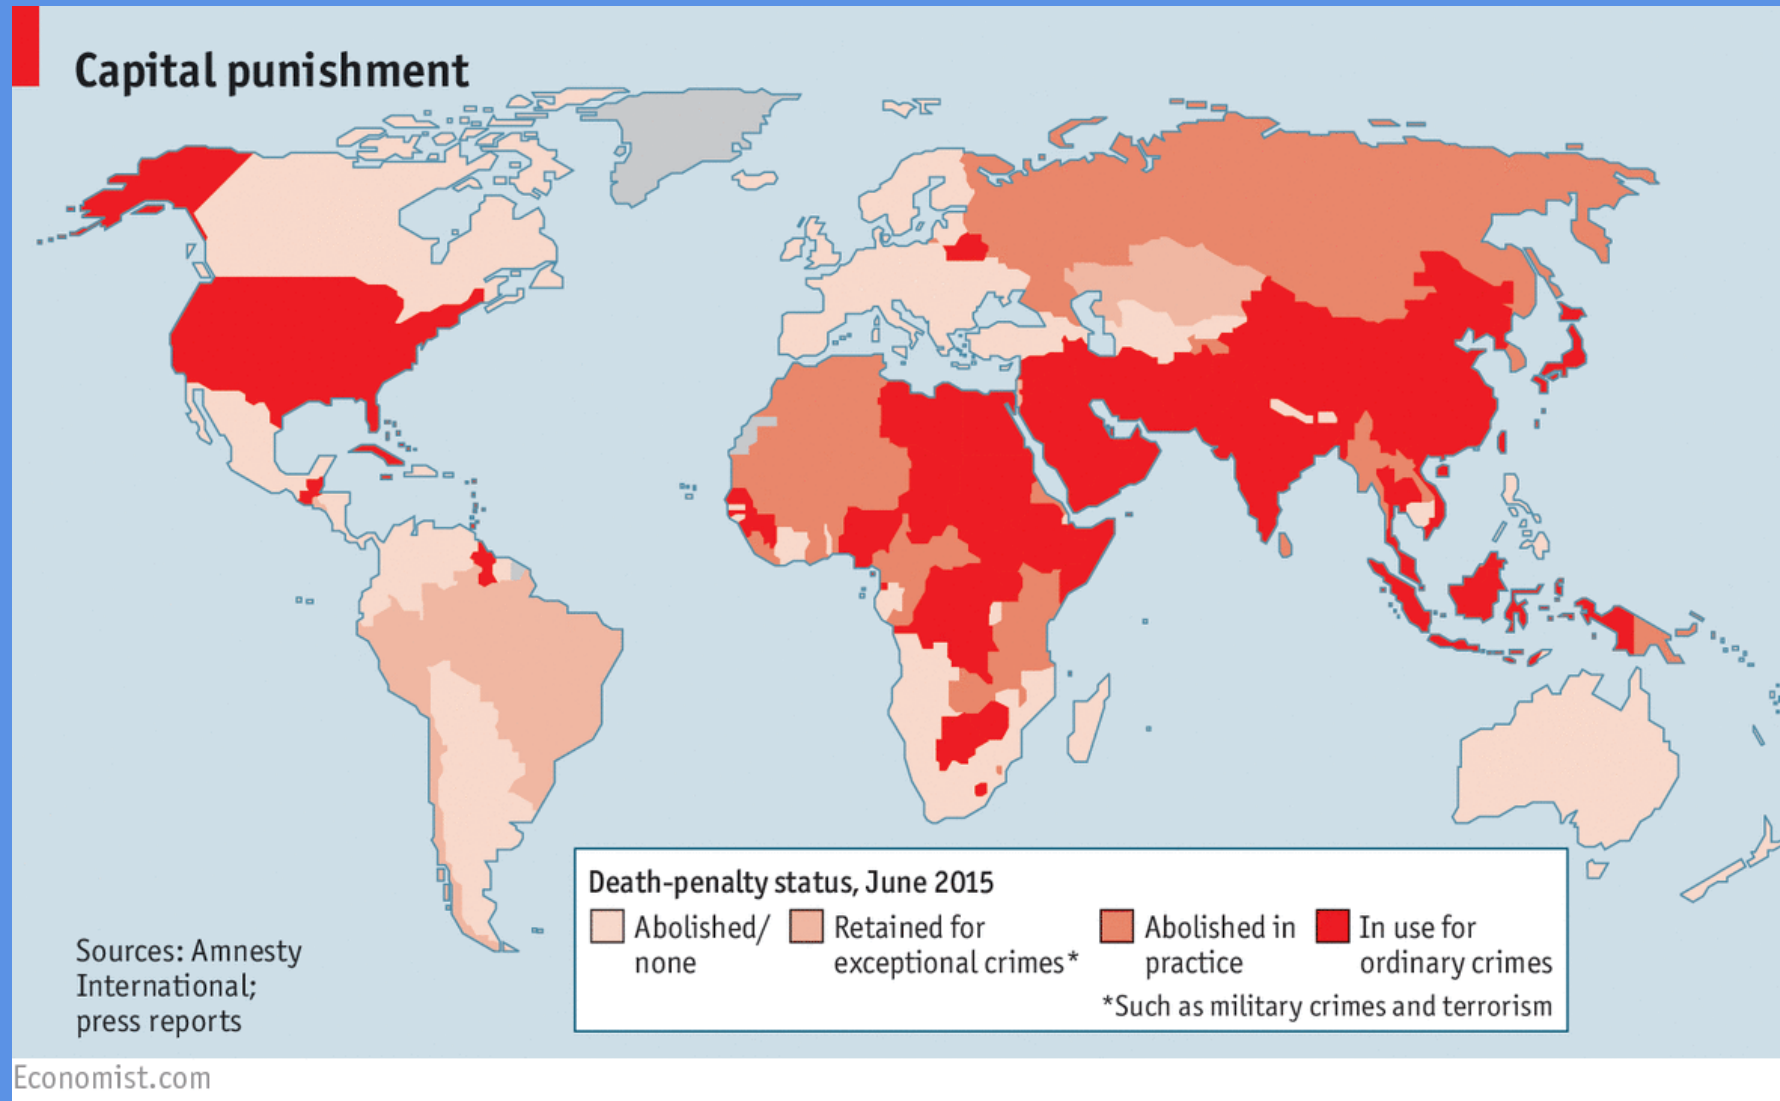 Capital punishment
Death-penalty status, June 2015
Abolished/
none
Retained for
exceptional crimes*
Abolished in
practice
In use for
ordinary crimes
*Such as military crimes and terrorism
Sources: Amnesty
International;
press reports
Economist.com